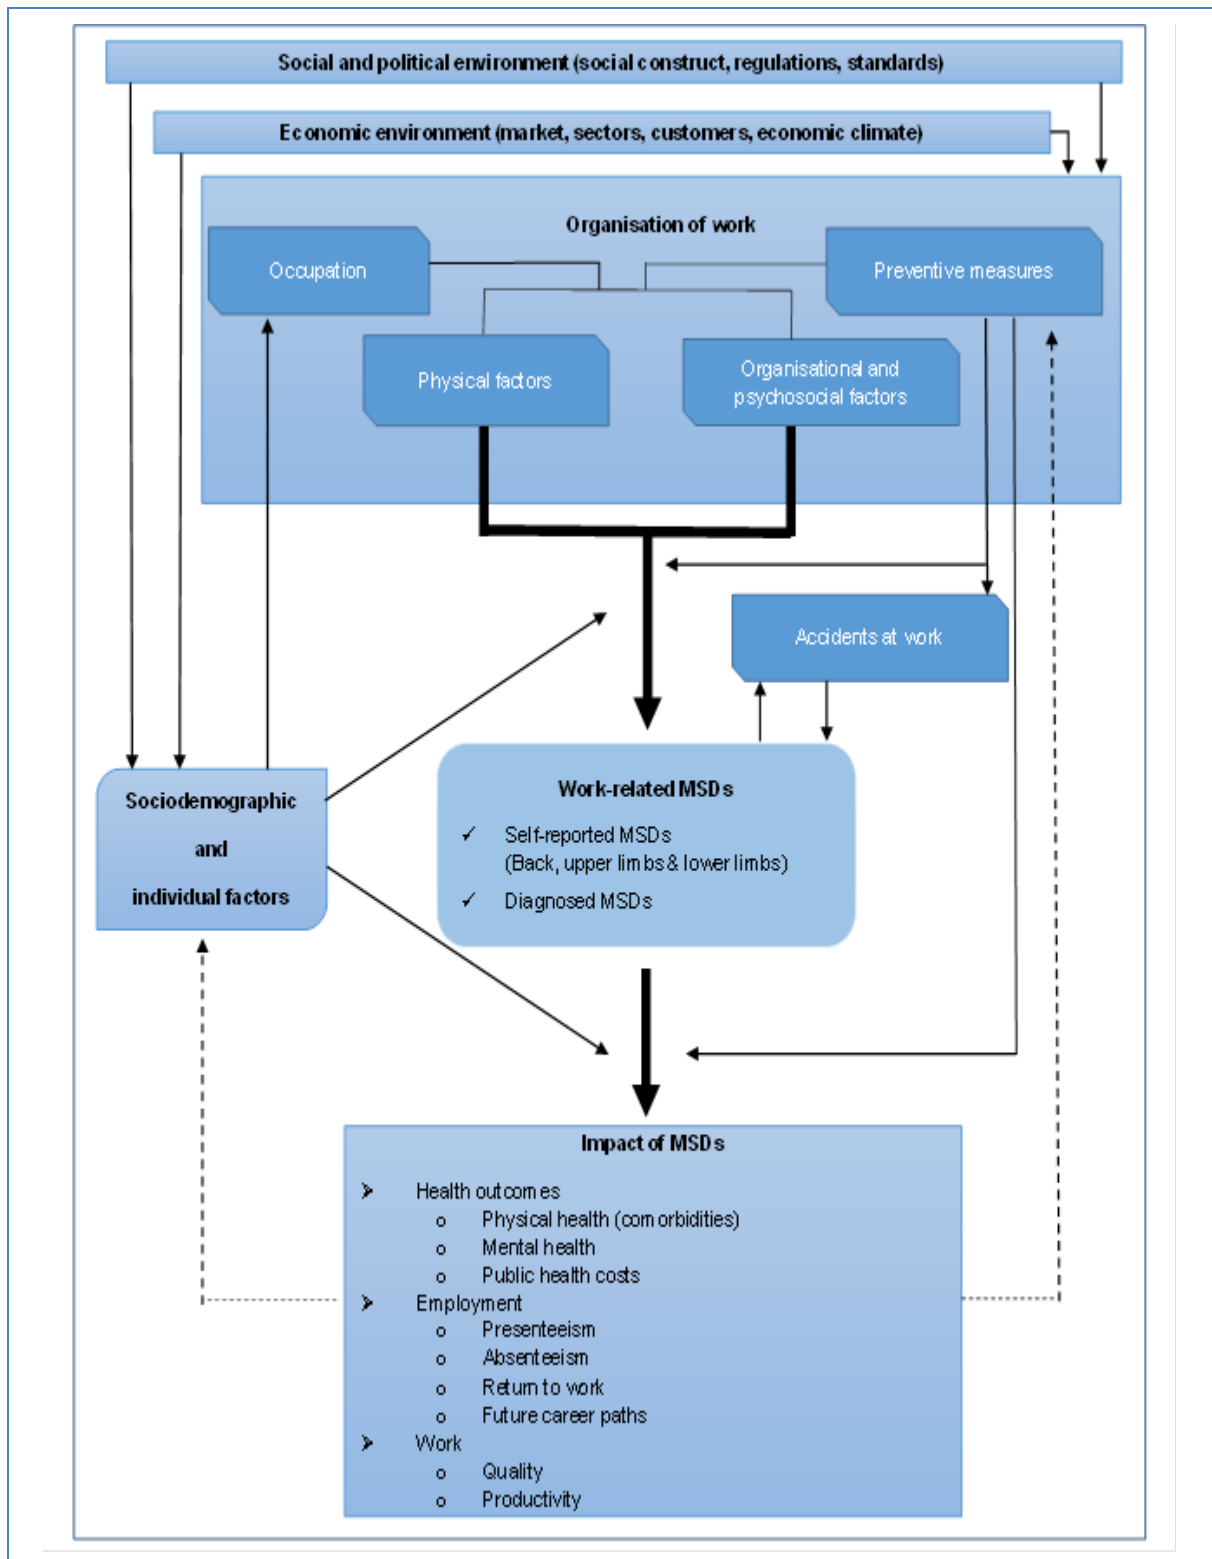 Social and political environment (social construct, regulations, standards)
Economic environment (market, sectors, customers, economic climate)
Organisation of work
Occupation
Preventive measures
Physical factors
Organisational and
psychosocial factors
Accidents at work
Sociodemographic
and
individual factors
Work-related MSDs
✓ Self-reported MSDs
(Back, upper limbs & lower limbs)
✓ Diagnosed MSDs
Impact of MSDs
➢ Health outcomes
o Physical health (comorbidities)
o Mental health
o Public health costs
➢ Employment
o Presenteeism
o Absenteeism
o Return to work
o Future career paths
➢ Work
o Quality
o Productivity